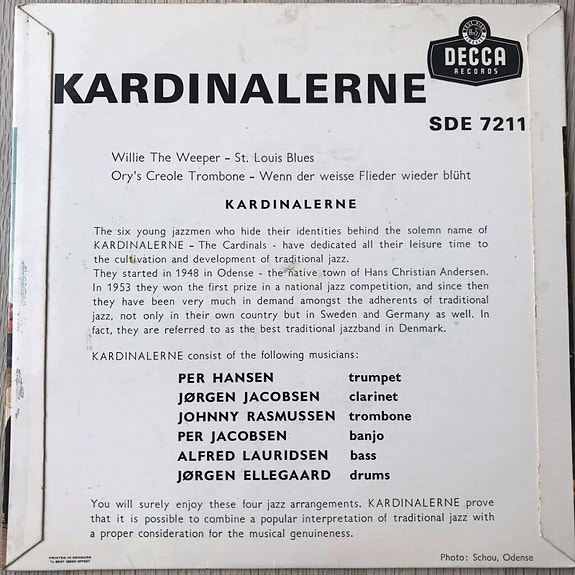 DECCA
RECORDS
KARDINALERNE
SDE 7211
Willie The Weeper – St. Louis Blues
Ory's Creole Trombone – Wenn der weisse Flieder wieder blüht
KARDINALERNE
The six young jazzmen who hide their identities behind the solemn name of
KARDINALERNE – The Cardinals - have dedicated all their leisure time to
the cultivation and development of traditional jazz.
They started in 1948 in Odense - the native town of Hans Christian Andersen.
In 1953 they won the first prize in a national jazz competition, and since then
they have been very much in demand amongst the adherents of traditional
jazz, not only in their own country but in Sweden and Germany as well. In
fact, they are referred to as the best traditional jazzband in Denmark.
KARDINALERNE consist of the following musicians:
PER HANSEN trumpet
JØRGEN JACOBSEN clarinet
JOHNNY RASMUSSEN trombone
PER JACOBSEN banjo
ALFRED LAURIDSEN bass
JØRGEN ELLEGAARD drums
You will surely enjoy these four jazz arrangements. KARDINALERNE prove
that it is possible to combine a popular interpretation of traditional jazz with
a proper consideration for the musical genuineness.
PRINTED IN DENMARK
Photo: Schou, Odense